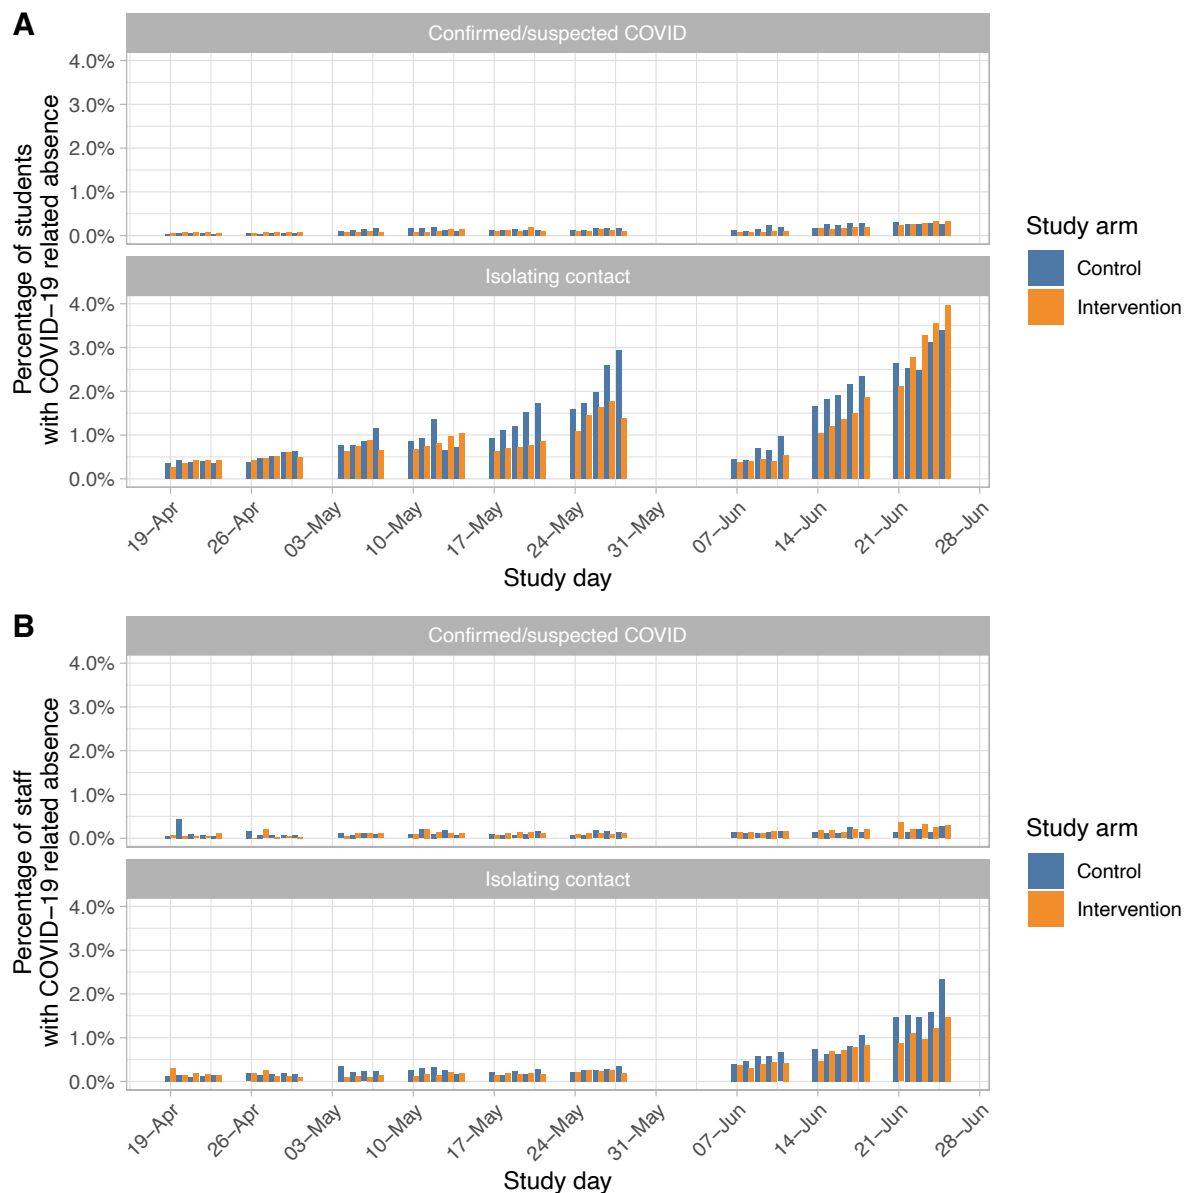 A
Confirmed/suspected COVID
4.0%
3.0%
2.0%
1.0%
0.0%
Isolating contact
4.0%
3.0%
2.0%
1.0%
0.0%
Percentage of students
with COVID−19 related absence
19−Apr
26−Apr
03−May
10−May
17−May
24−May
31−May
07−Jun
14−Jun
21−Jun
28−Jun
Study day
Study arm
Control
Intervention
B
Confirmed/suspected COVID
4.0%
3.0%
2.0%
1.0%
0.0%
Isolating contact
4.0%
3.0%
2.0%
1.0%
0.0%
Percentage of staff
with COVID−19 related absence
19−Apr
26−Apr
03−May
10−May
17−May
24−May
31−May
07−Jun
14−Jun
21−Jun
28−Jun
Study day
Study arm
Control
Intervention